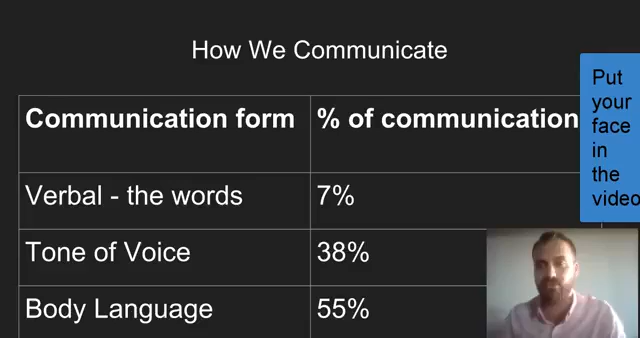 How We Communicate
Communication form % of communication
Verbal - the words 7%
Tone of Voice 38%
Body Language 55%
Put
your
face
in
the
video